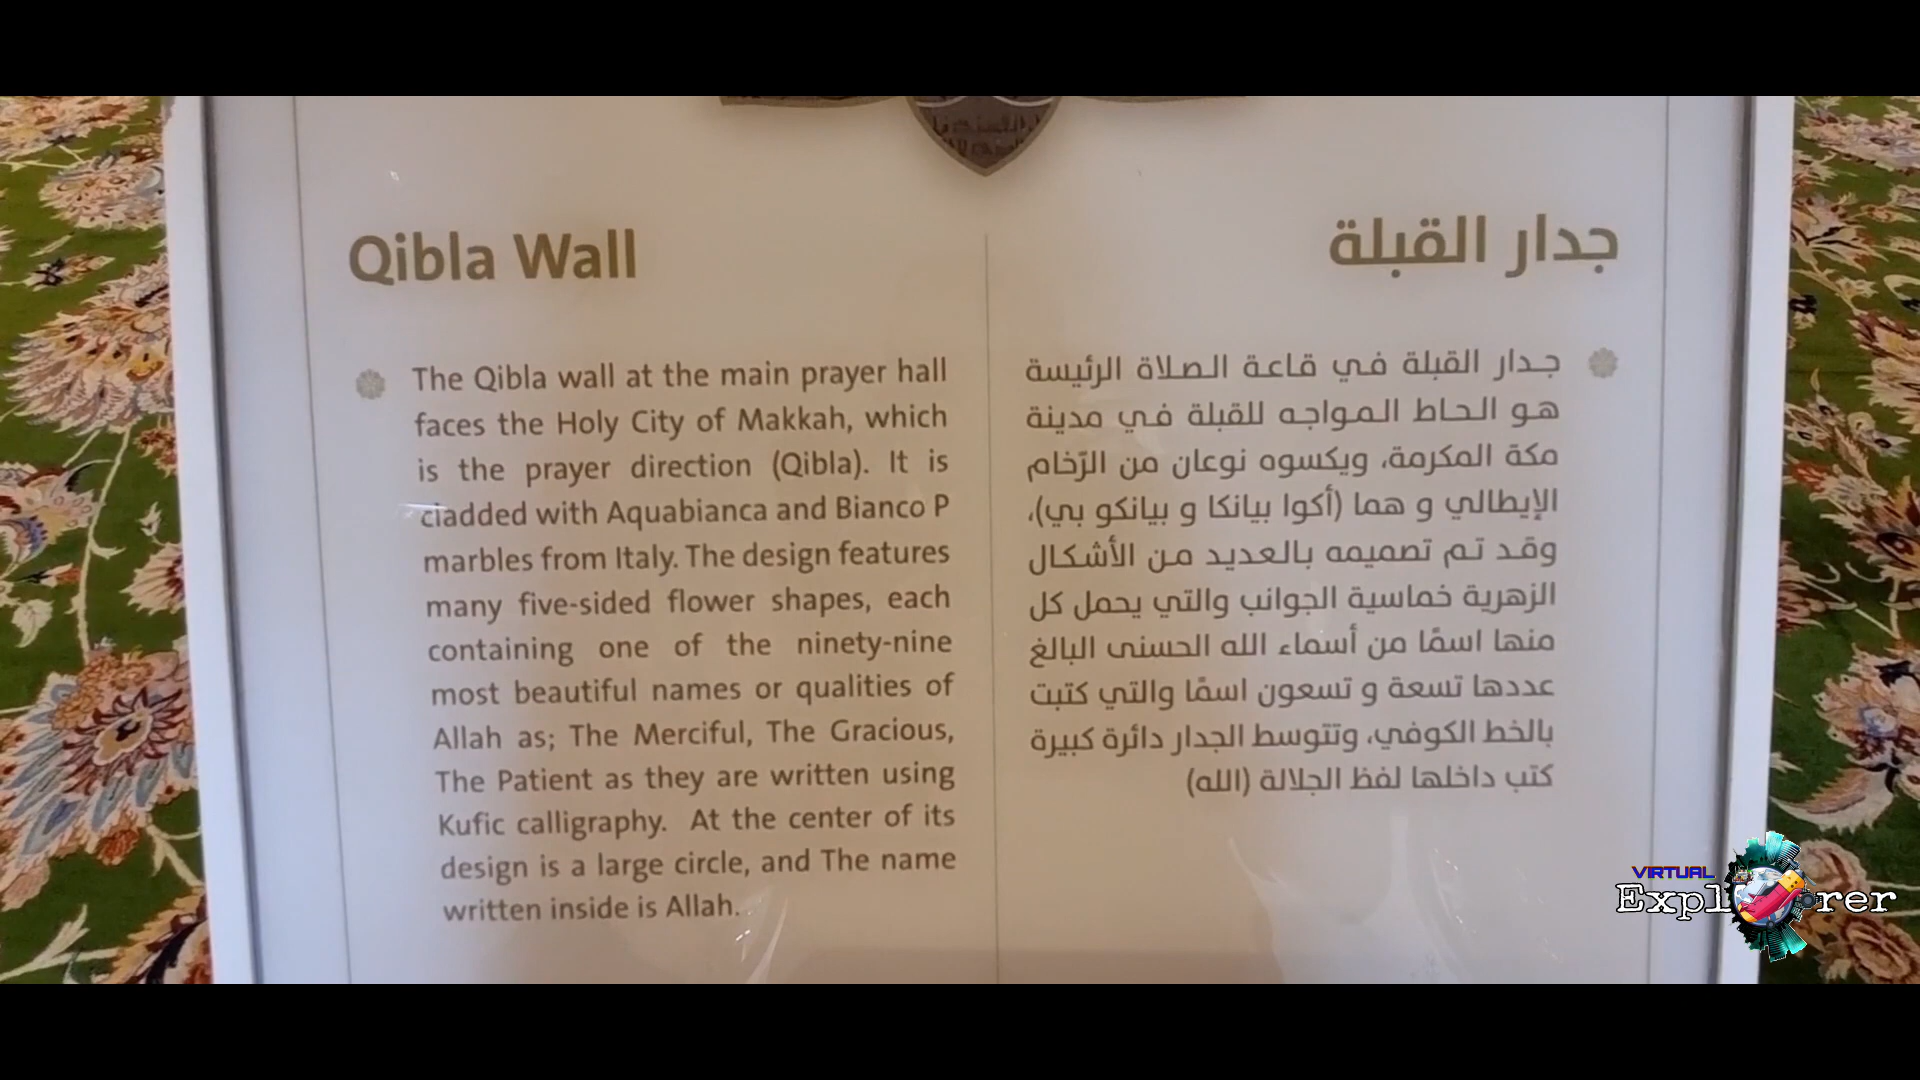 Qibla Wall
The Qibla wall at the main prayer hall
faces the Holy City of Makkah, which
is the prayer direction (Qibla). It is
cladded with Aquabianca and Bianco P
marbles from Italy. The design features
many five-sided flower shapes, each
containing one of the ninety-nine
most beautiful names or qualities of
Allah as; The Merciful, The Gracious,
The Patient as they are written using
Kufic calligraphy. At the center of its
design is a large circle, and The name
written inside is Allah.
جدار القبلة
جدار القبلة في قاعة الصلاة الرئيسة
هو الحاط المواجه للقبلة في مدينة
مكة المكرمة، ويكسوه نوعان من الرّخام
الإيطالي و هما (أكوا بيانكا و بيانكو بي)،
وقد تم تصميمه بالعديد من الأشكال
الزهرية خماسية الجوانب والتي يحمل كل
منها اسمًا من أسماء الله الحسنى البالغ
عددها تسعة و تسعون اسمًا والتي كتبت
بالخط الكوفي، وتتوسط الجدار دائرة كبيرة
كتب داخلها لفظ الجلالة (الله)
VIRTUAL
Explorer